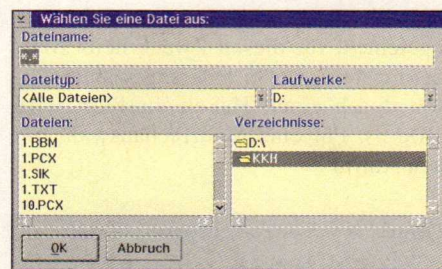 Wählen Sie eine Datei aus:
Dateiname:
*.*
Dateityp:
Laufwerke:
<Alle Dateien>
D:
Dateien:
Verzeichnisse:
1.BBM
1.PCX
1.SIK
1.TXT
10.PCX
D:\
KKH
OK
Abbruch